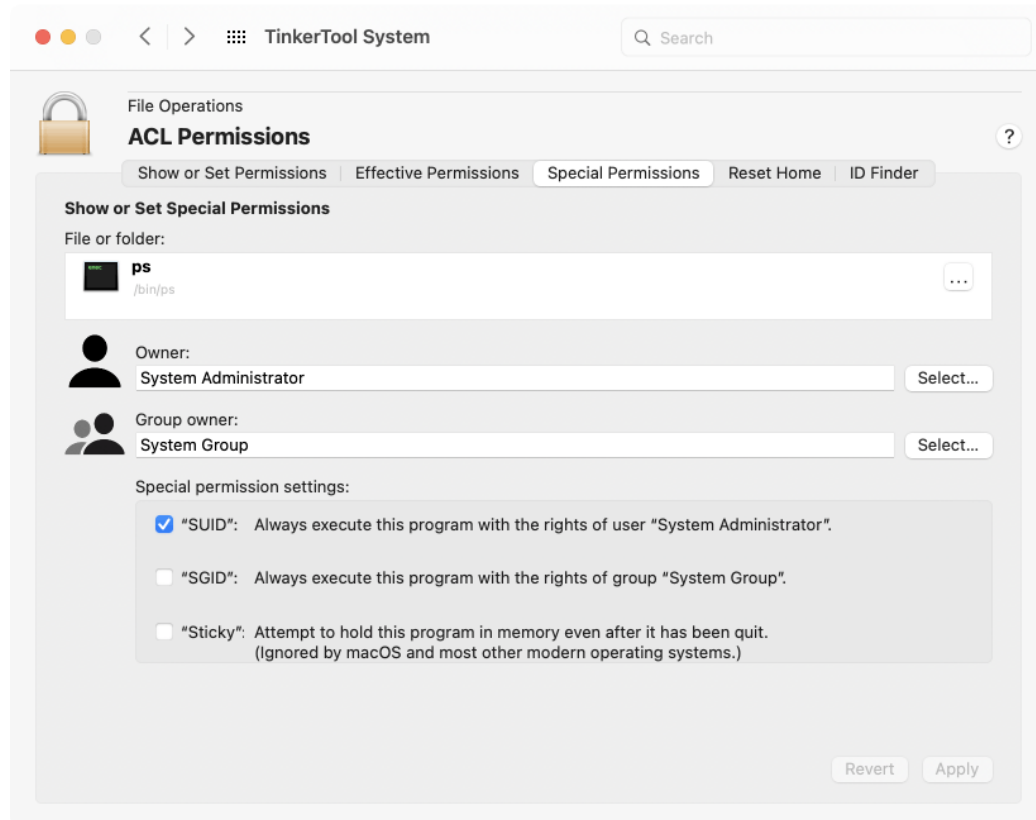 TinkerTool System
Search
File Operations
ACL Permissions
?
Show or Set Permissions
Effective Permissions
Special Permissions
Reset Home
ID Finder
Show or Set Special Permissions
File or folder:
ps
/bin/ps
...
Owner:
System Administrator
Select...
Group owner:
System Group
Select...
Special permission settings:
“SUID”: Always execute this program with the rights of user “System Administrator”.
“SGID”: Always execute this program with the rights of group “System Group”.
“Sticky”: Attempt to hold this program in memory even after it has been quit.
(Ignored by macOS and most other modern operating systems.)
Revert
Apply